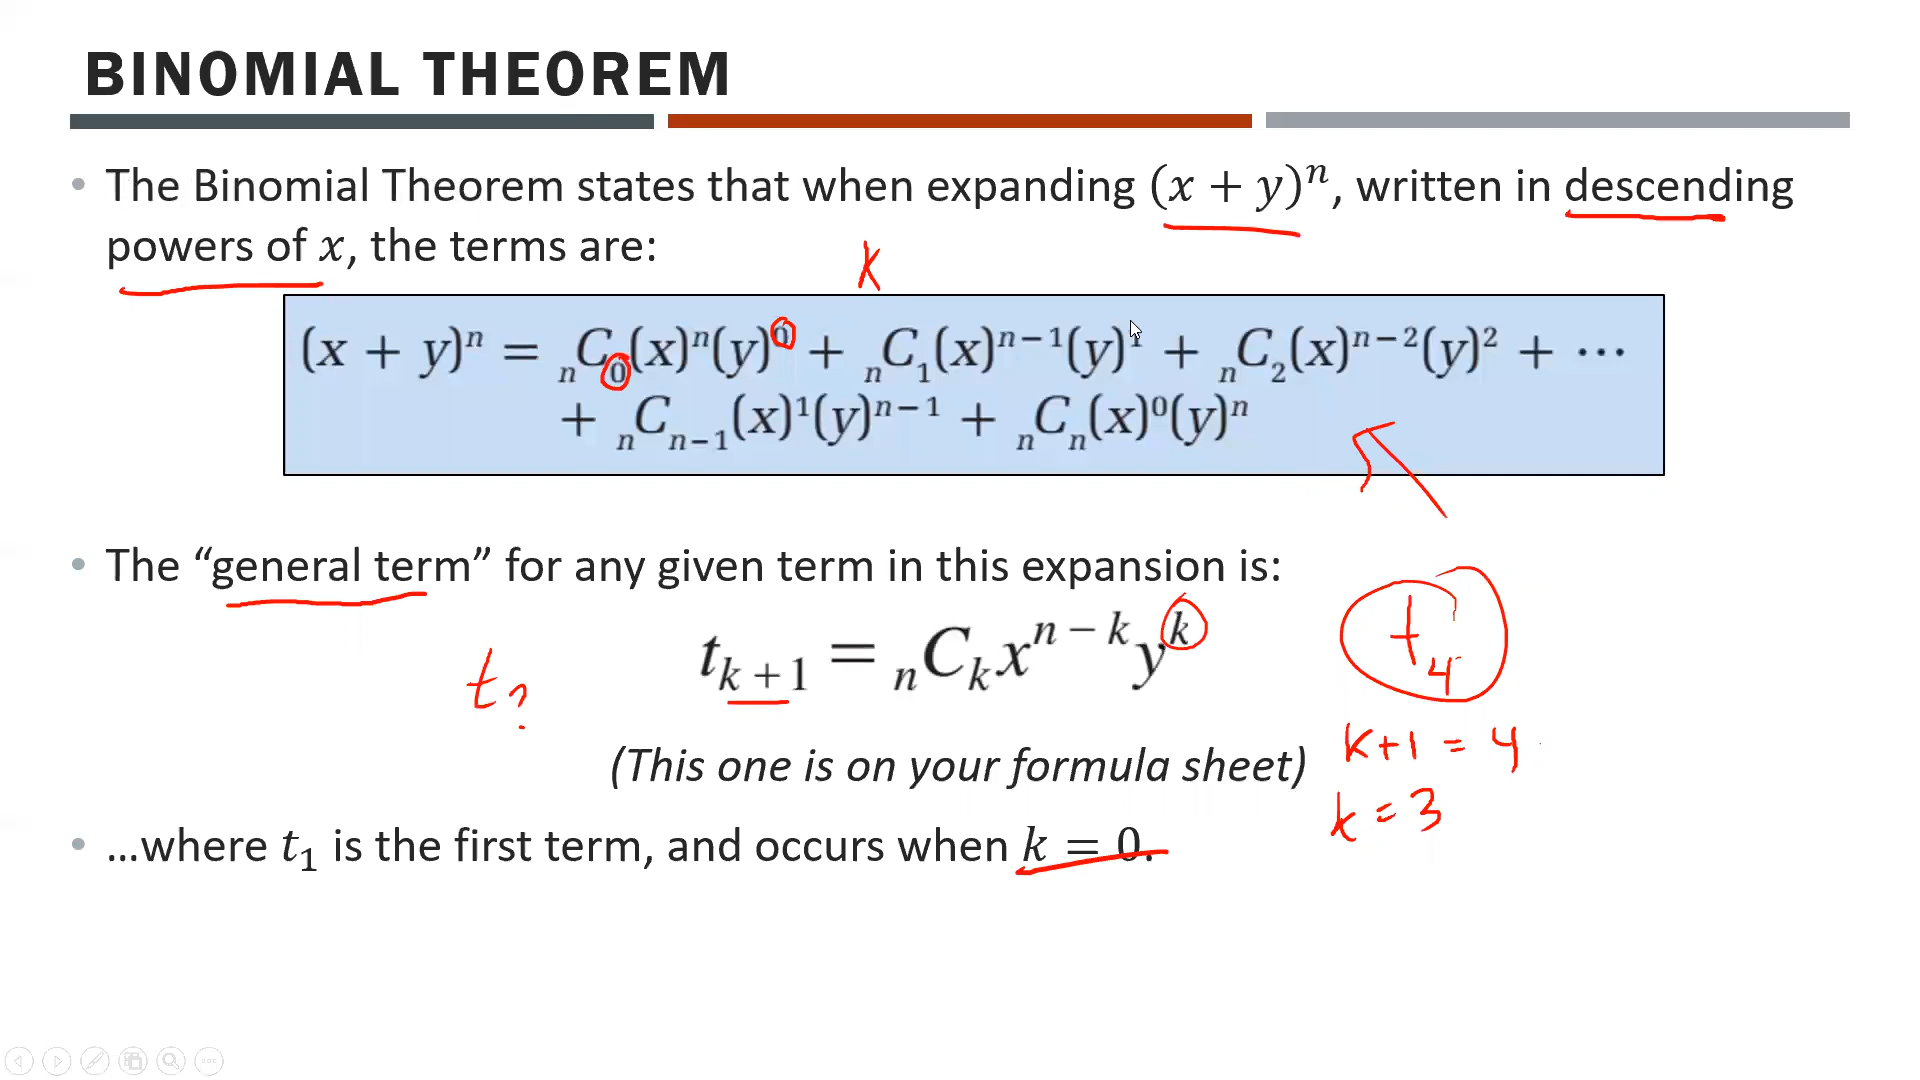 BINOMIAL THEOREM
• The Binomial Theorem states that when expanding (x + y)ⁿ, written in descending
powers of x, the terms are:
K
(x + y)ⁿ = ₙC₀(x)ⁿ(y)⁰ + ₙC₁(x)ⁿ⁻¹(y)¹ + ₙC₂(x)ⁿ⁻²(y)² + ⋯
+ ₙCₙ₋₁(x)¹(y)ⁿ⁻¹ + ₙCₙ(x)⁰(y)ⁿ
• The “general term” for any given term in this expansion is:
tₖ₊₁ = ₙCₖxⁿ⁻ᵏyᵏ
t?
t₄
(This one is on your formula sheet)
k+1 = 4
k = 3
• ...where t₁ is the first term, and occurs when k = 0.